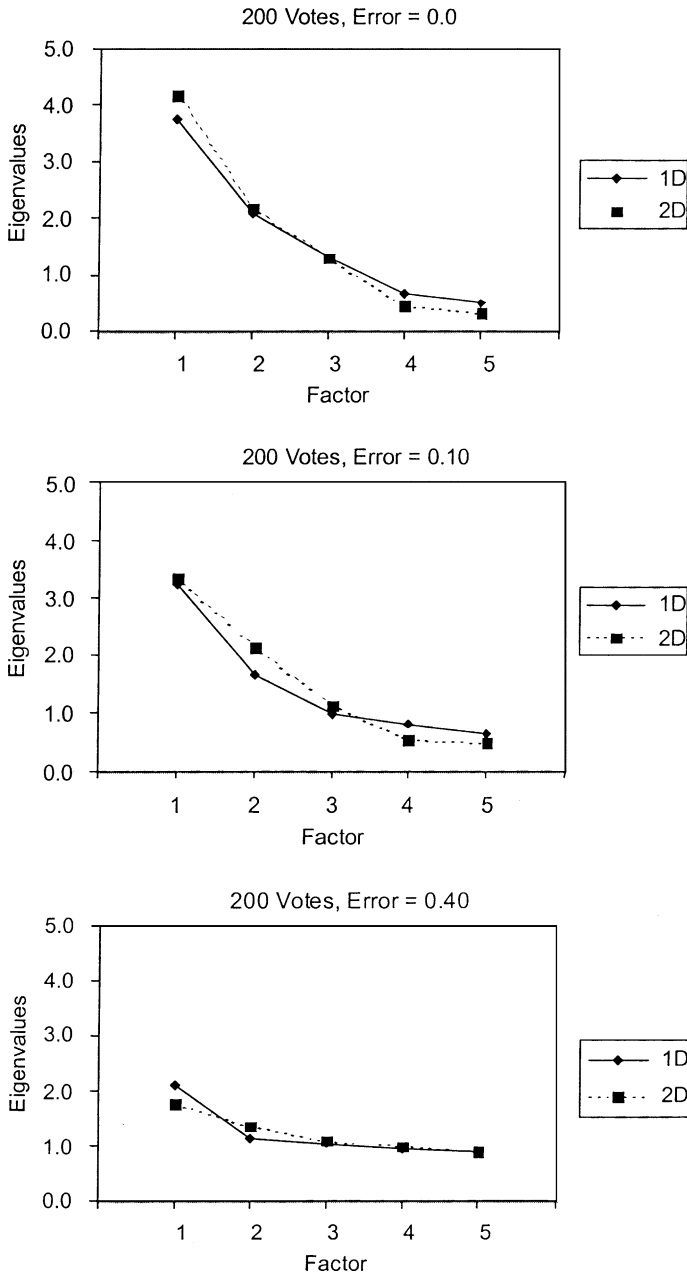 200 Votes, Error = 0.0
5.0
4.0
3.0
2.0
1.0
0.0
Eigenvalues
1 2 3 4 5
Factor
1D
2D
200 Votes, Error = 0.10
5.0
4.0
3.0
2.0
1.0
0.0
Eigenvalues
1 2 3 4 5
Factor
1D
2D
200 Votes, Error = 0.40
5.0
4.0
3.0
2.0
1.0
0.0
Eigenvalues
1 2 3 4 5
Factor
1D
2D